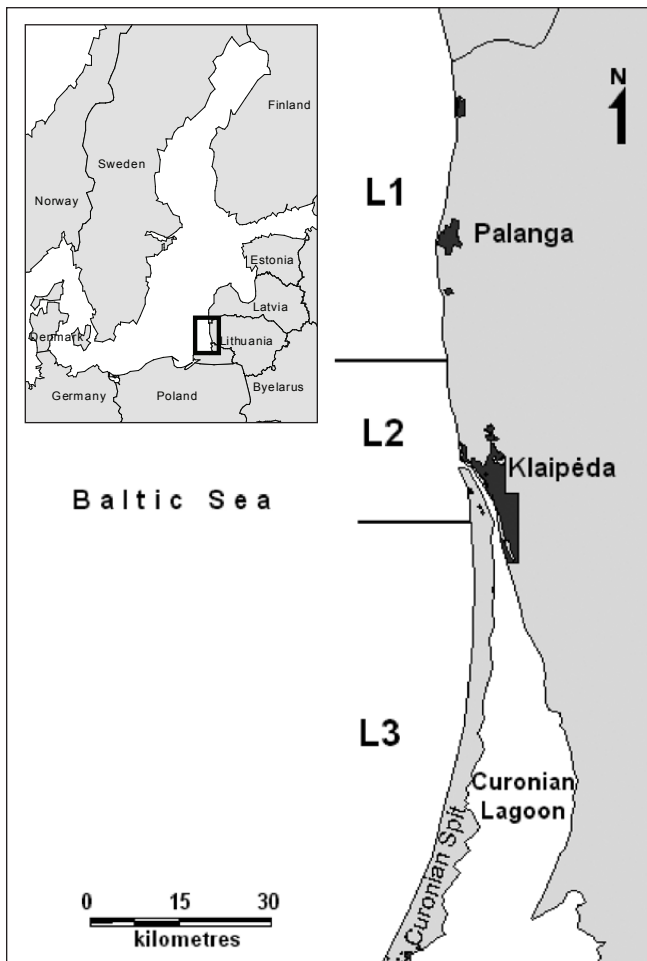 Finland
Sweden
Norway
Estonia
Latvia
Denmark
Lithuania
Germany
Poland
Byelarus
N
L1
Palanga
L2
Klaipėda
Baltic Sea
L3
Curonian
Lagoon
Curonian Spit
0 15 30
kilometres